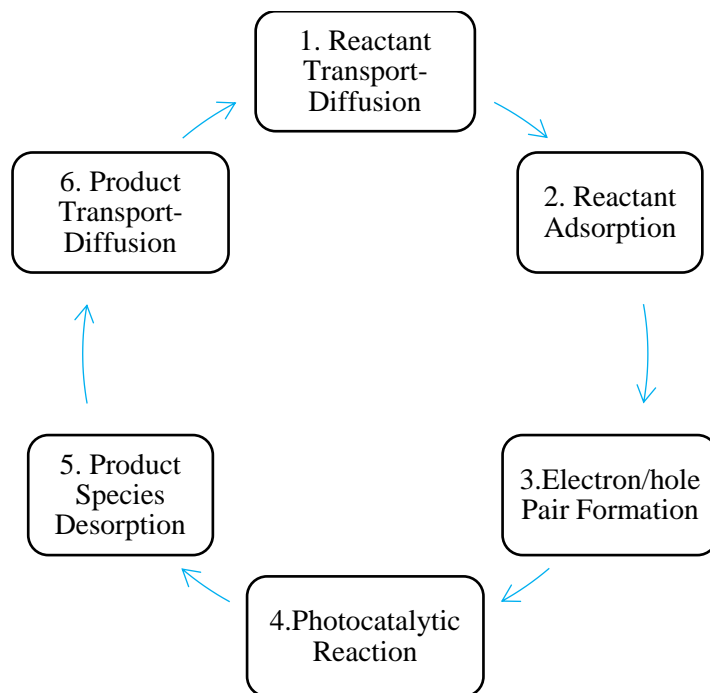 1. Reactant
Transport-
Diffusion
2. Reactant
Adsorption
3.Electron/hole
Pair Formation
4.Photocatalytic
Reaction
5. Product
Species
Desorption
6. Product
Transport-
Diffusion